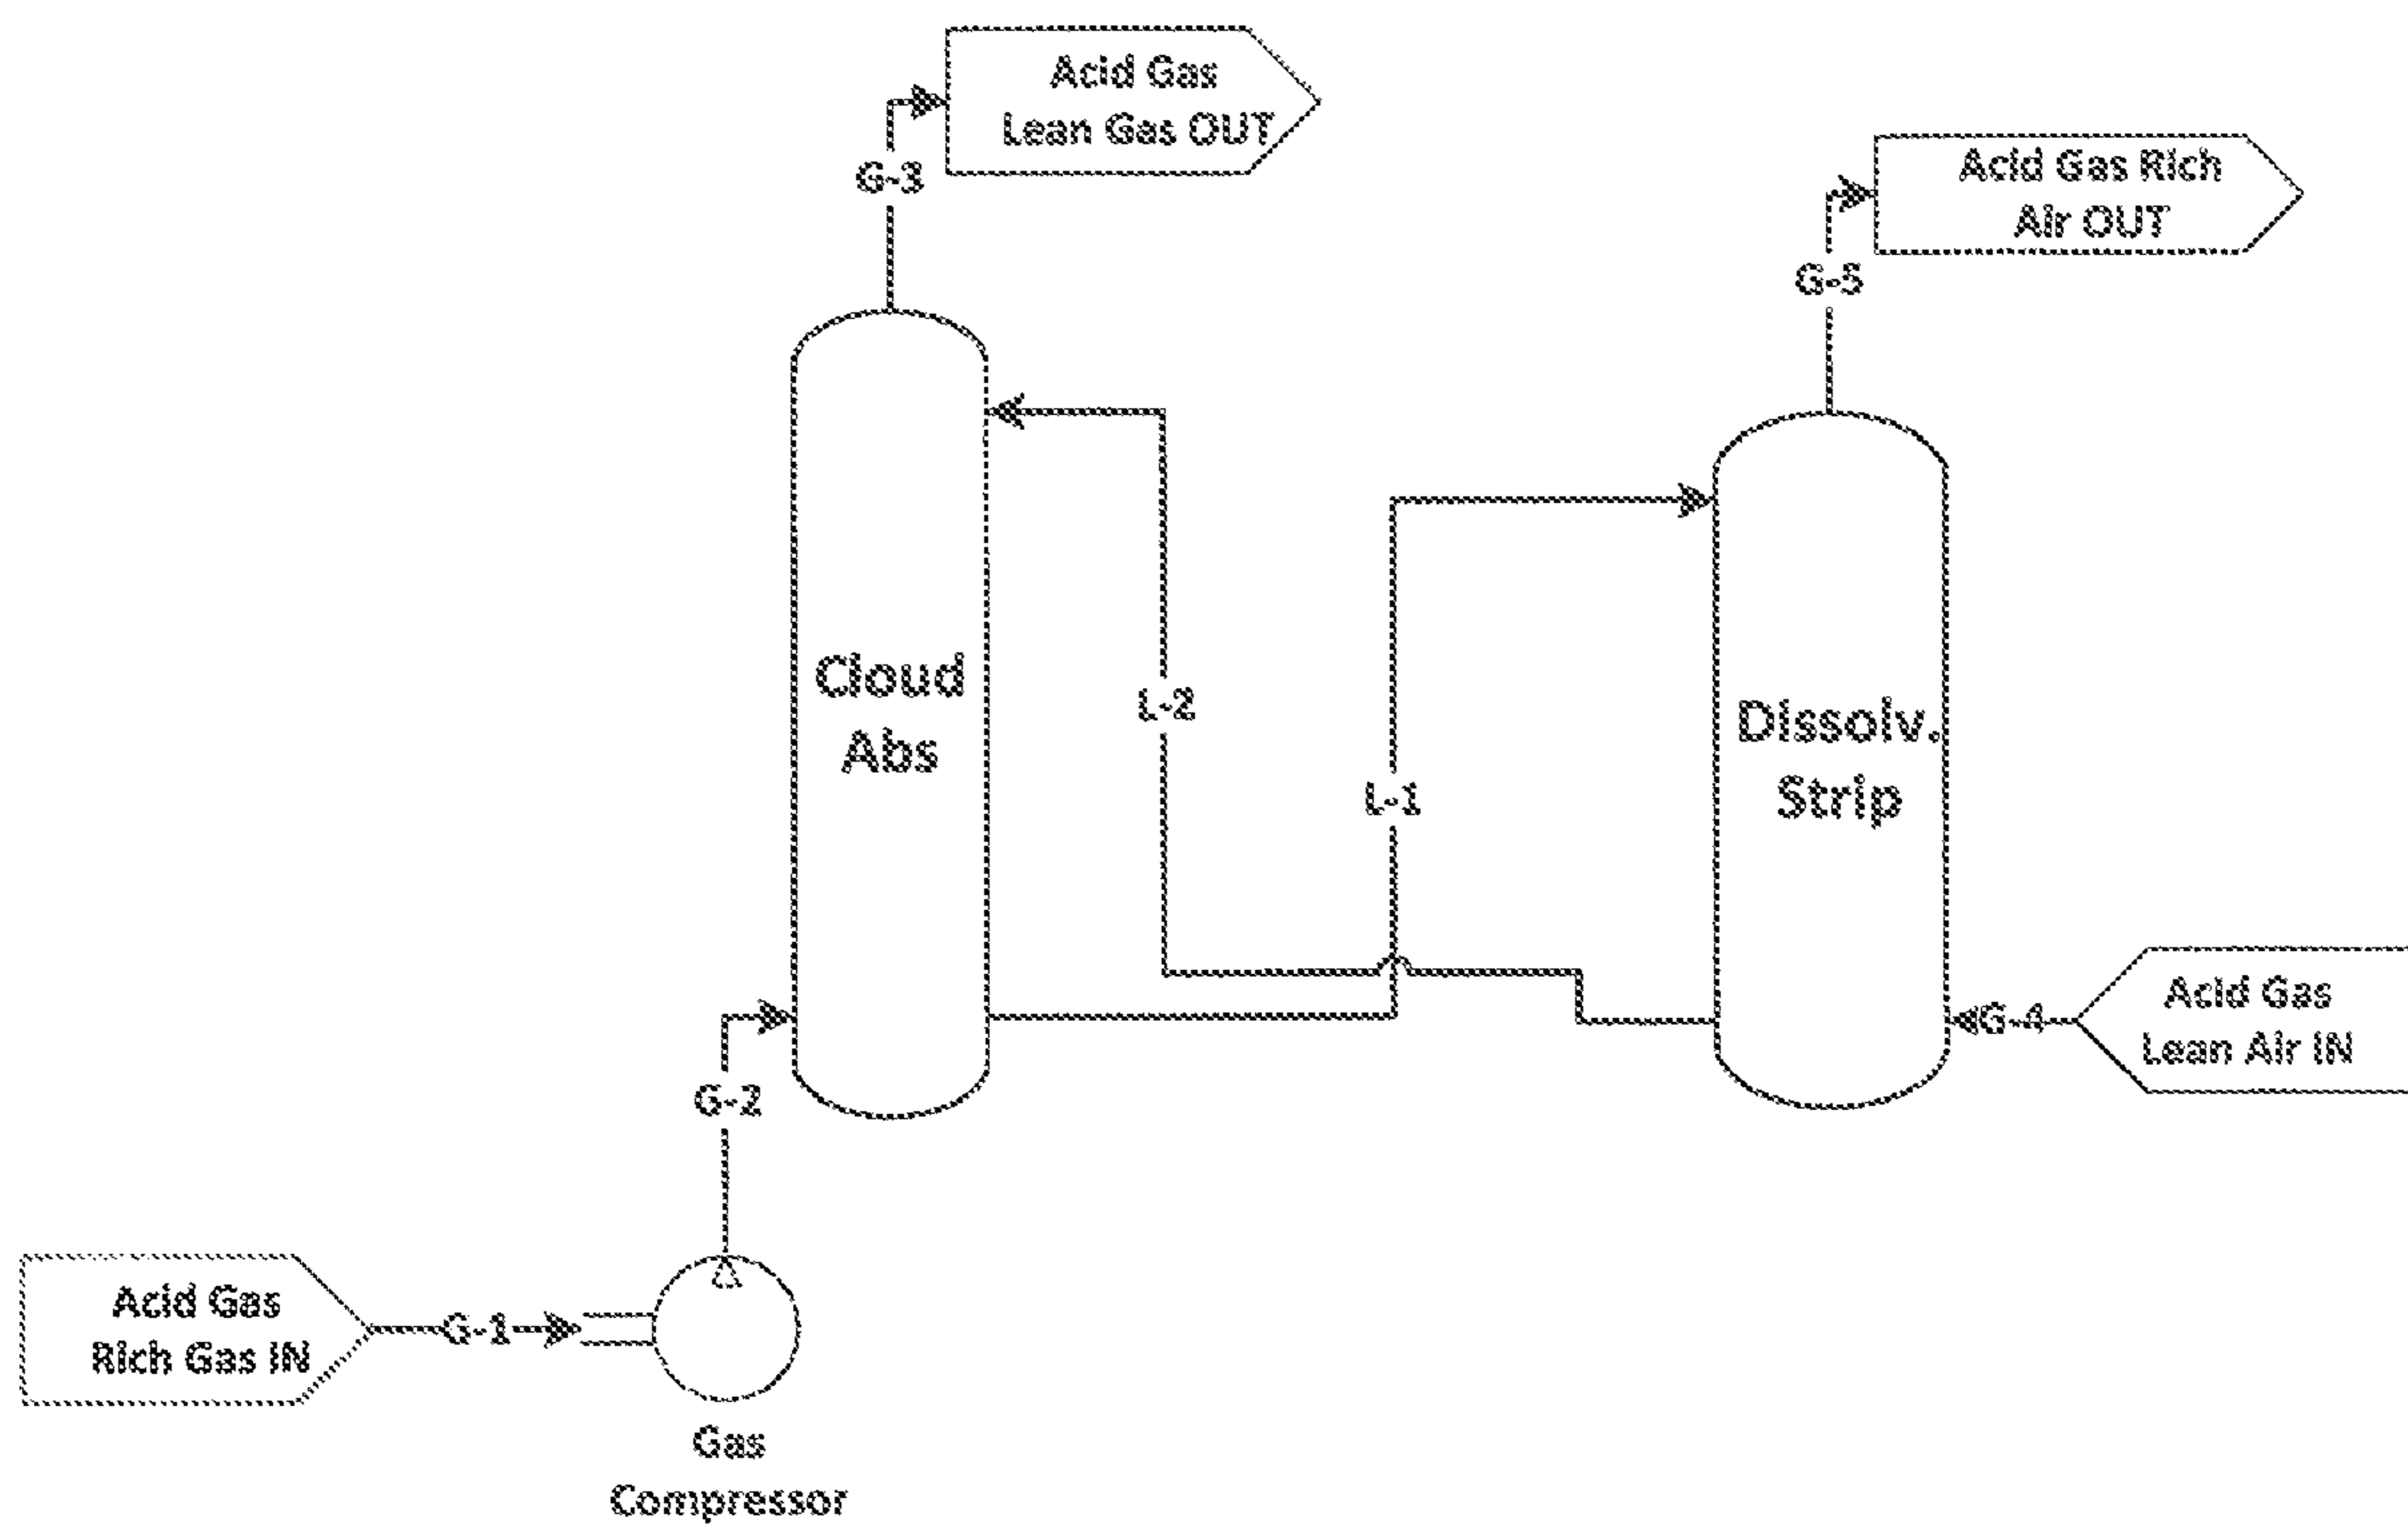 Acid Gas
Lean Gas OUT
Acid Gas Rich
Air OUT
G-3
G-5
Cloud
Abs
L-2
L-1
Dissolv.
Strip
G-4
Acid Gas
Lean Air IN
G-2
Acid Gas
Rich Gas IN
G-1
Gas
Compressor